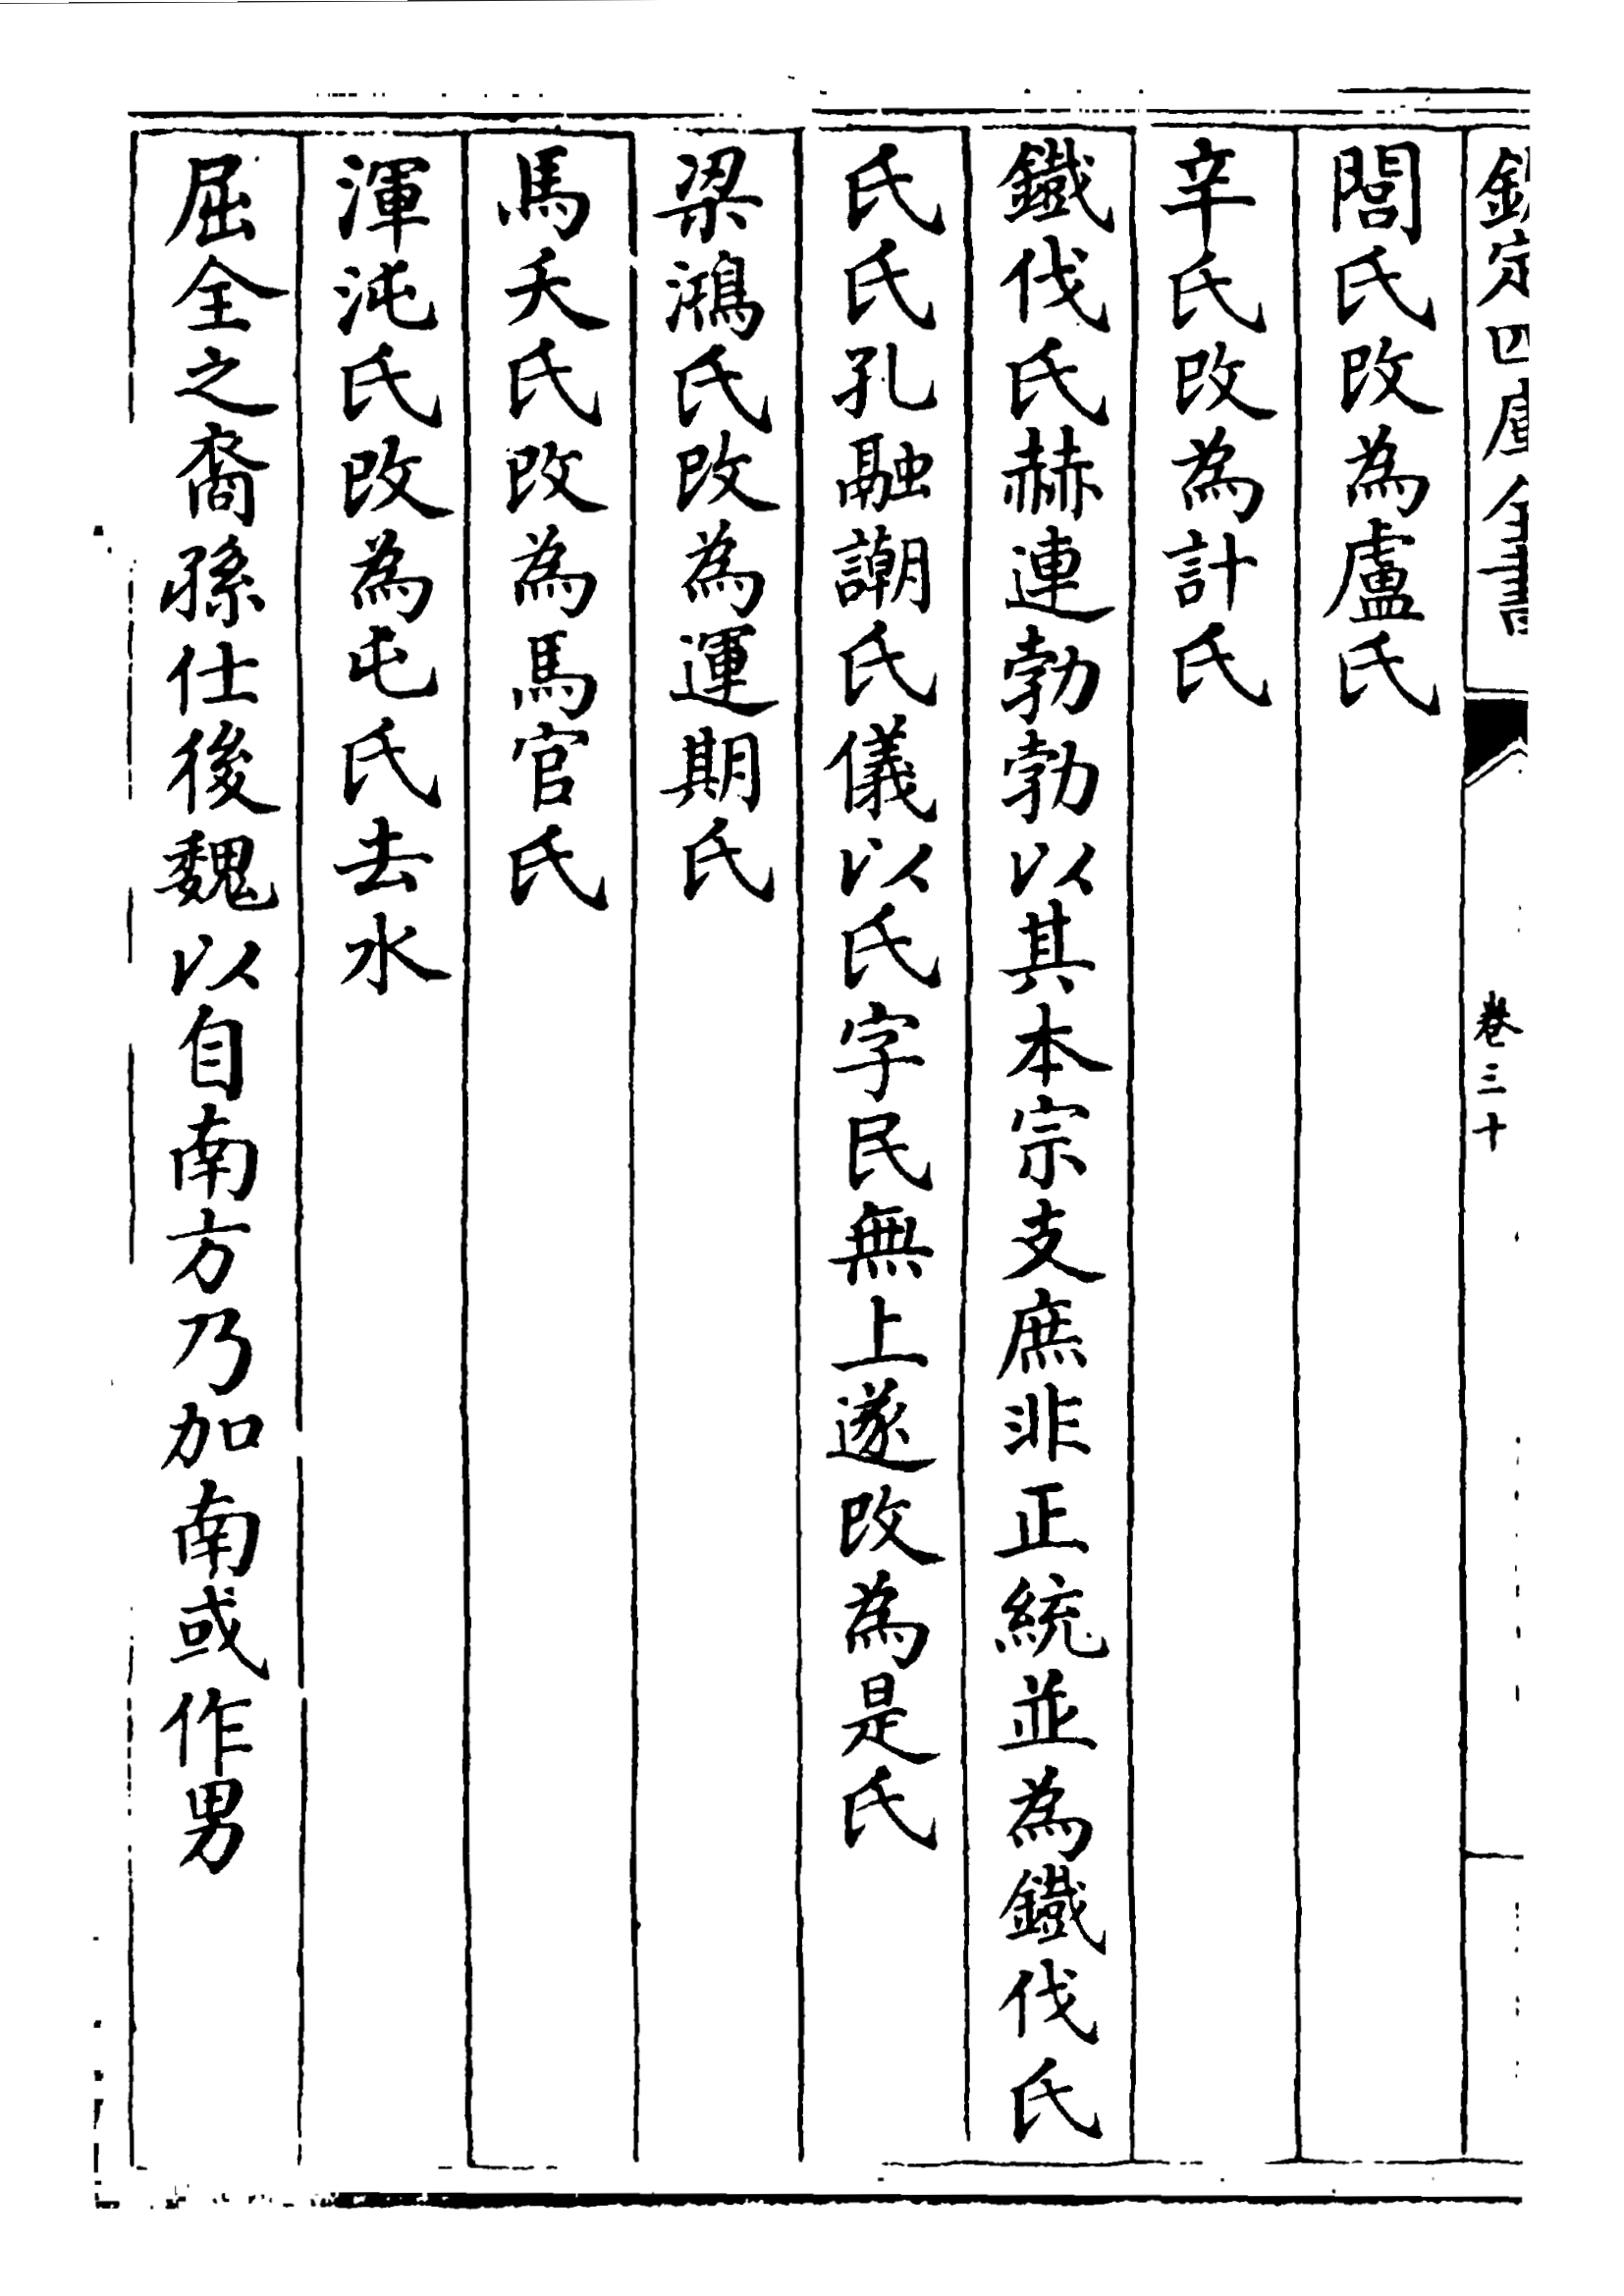 欽定四庫全書
卷三十
閭氏改為盧氏
辛氏改為計氏
鐵伐氏赫連勃勃以其本宗支庶非正統並為鐵伐氏
氏氏孔融謿氏儀以氏字民無上遂改為是氏
梁鴻氏改為運期氏
馬夭氏改為馬官氏
渾沌氏改為屯氏去水
屈全之裔孫仕後魏以自南方乃加南或作男